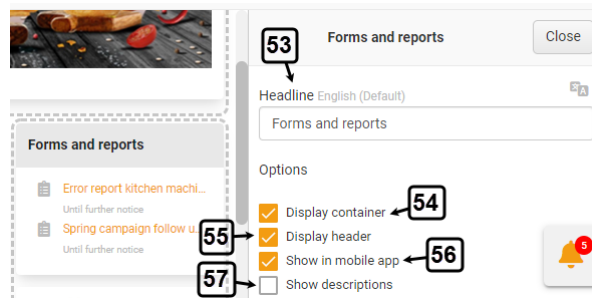 Forms and reports
Close
53
Headline English (Default)
Forms and reports
Options
Display container
54
Display header
55
Show in mobile app
56
Show descriptions
57
Forms and reports
Error report kitchen machi...
Until further notice
Spring campaign follow u...
Until further notice
5